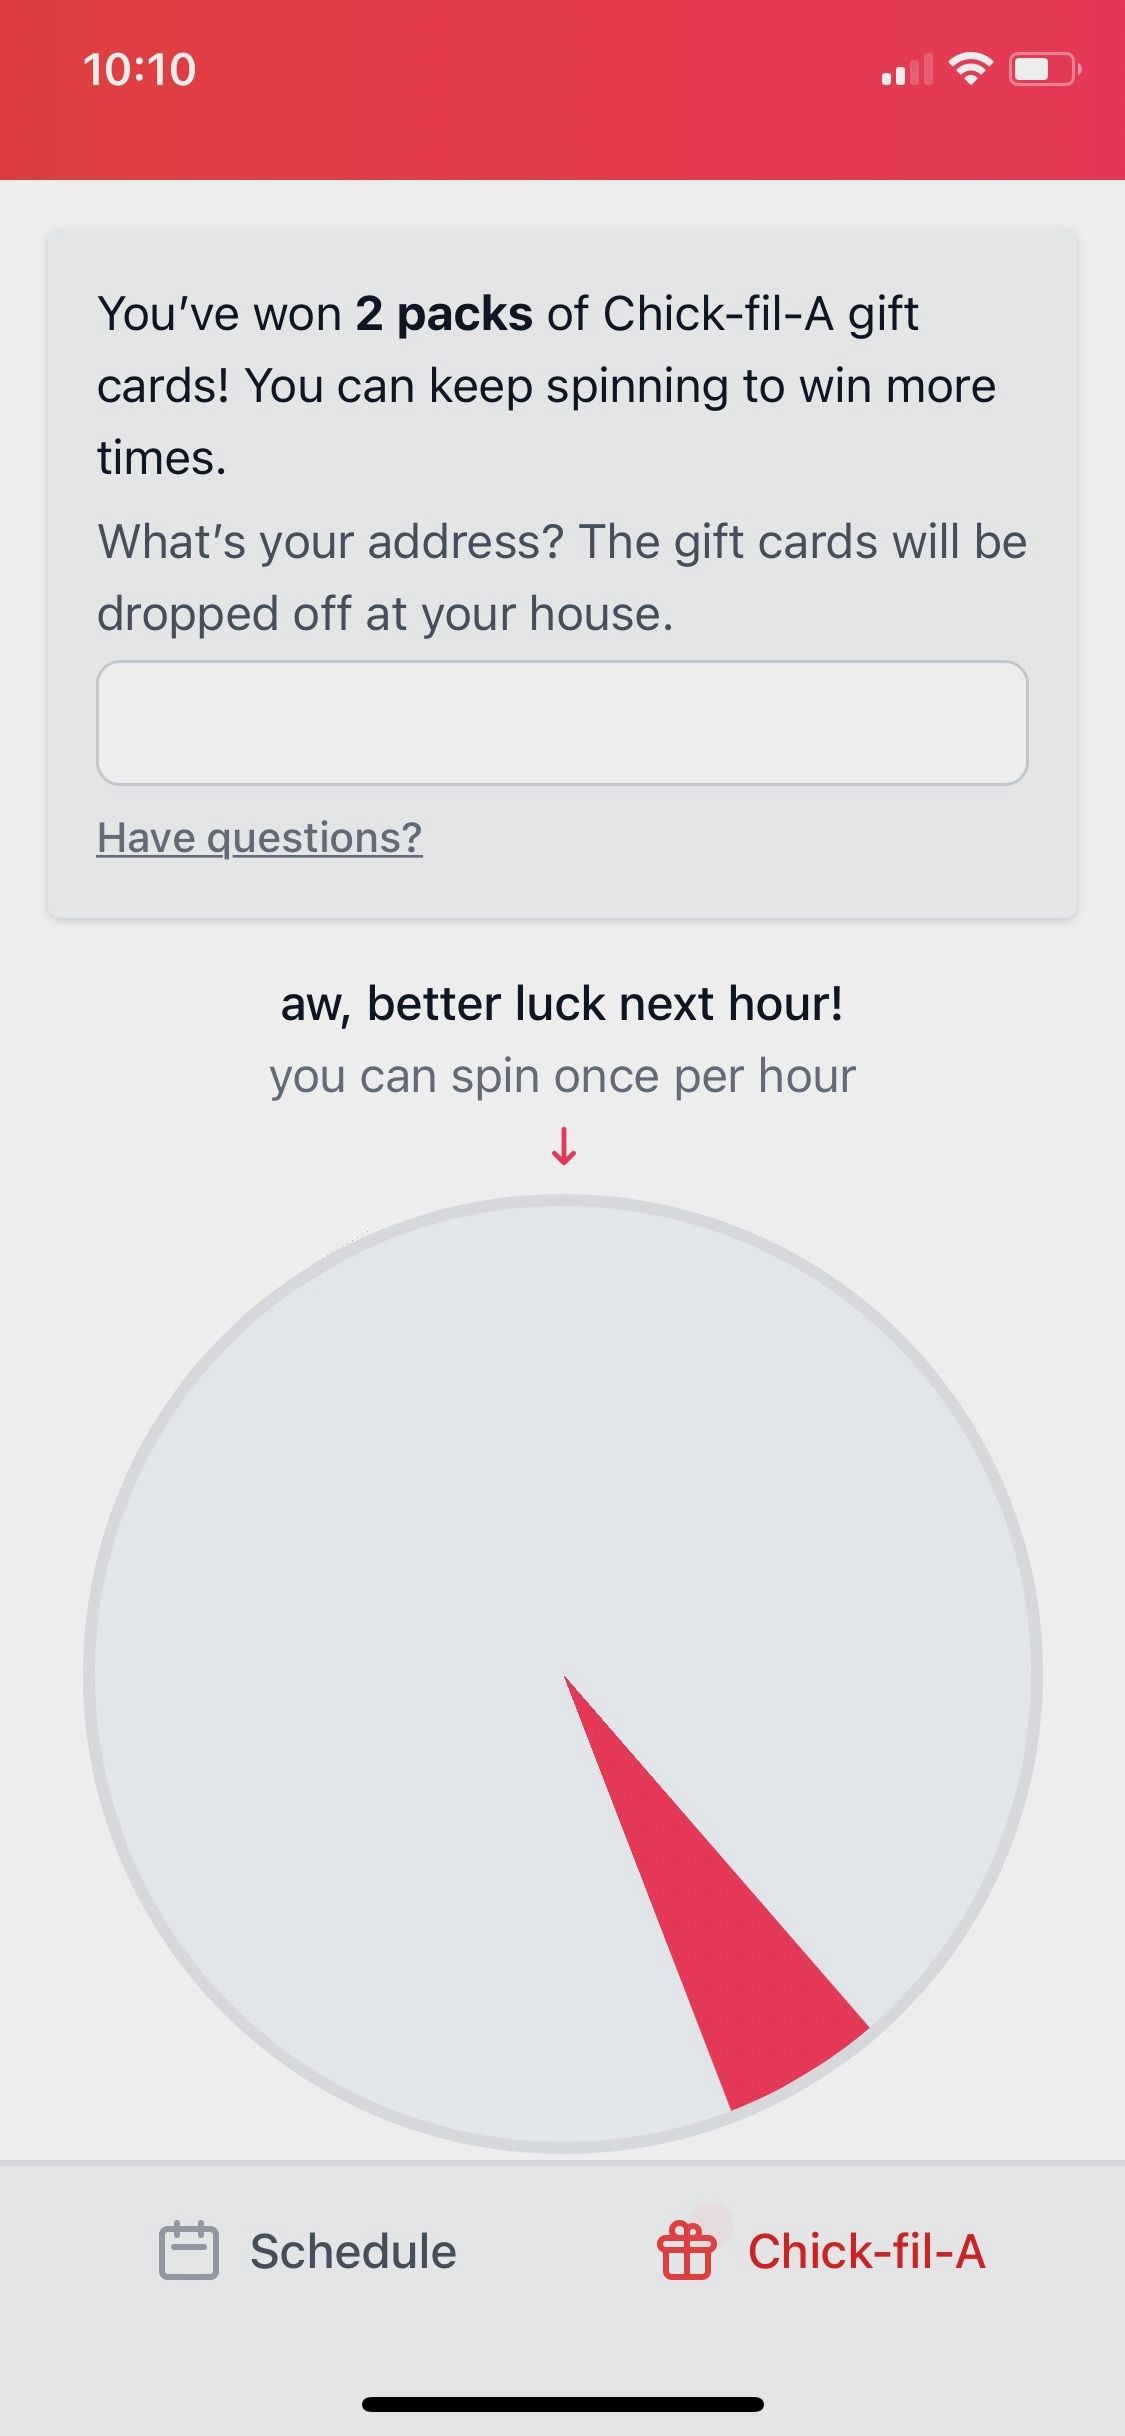 10:10
You’ve won 2 packs of Chick-fil-A gift
cards! You can keep spinning to win more
times.
What’s your address? The gift cards will be
dropped off at your house.
Have questions?
aw, better luck next hour!
you can spin once per hour
Schedule
Chick-fil-A